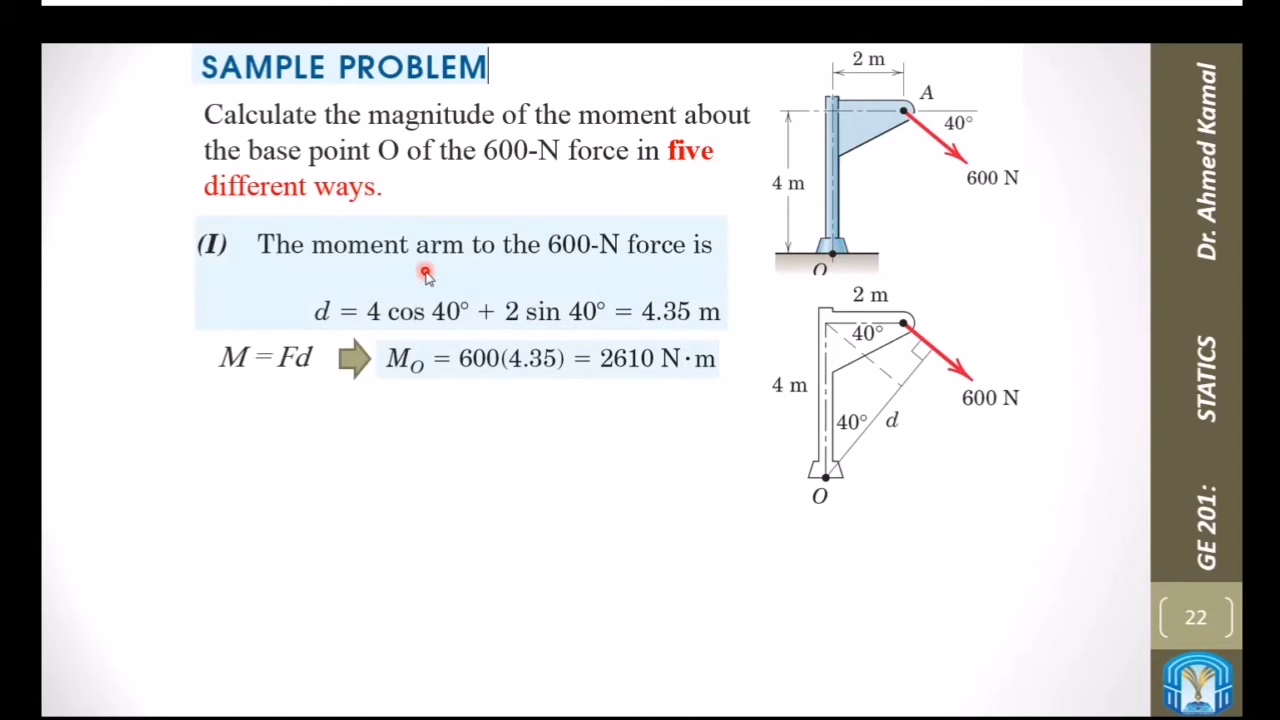 SAMPLE PROBLEM
Calculate the magnitude of the moment about
the base point O of the 600-N force in five
different ways.
(I) The moment arm to the 600-N force is
d = 4 cos 40° + 2 sin 40° = 4.35 m
M = Fd
M_O = 600(4.35) = 2610 N·m
2 m
A
40°
600 N
4 m
O
2 m
40°
4 m
600 N
40°
d
O
Dr. Ahmed Kamal
STATICS
GE 201:
22